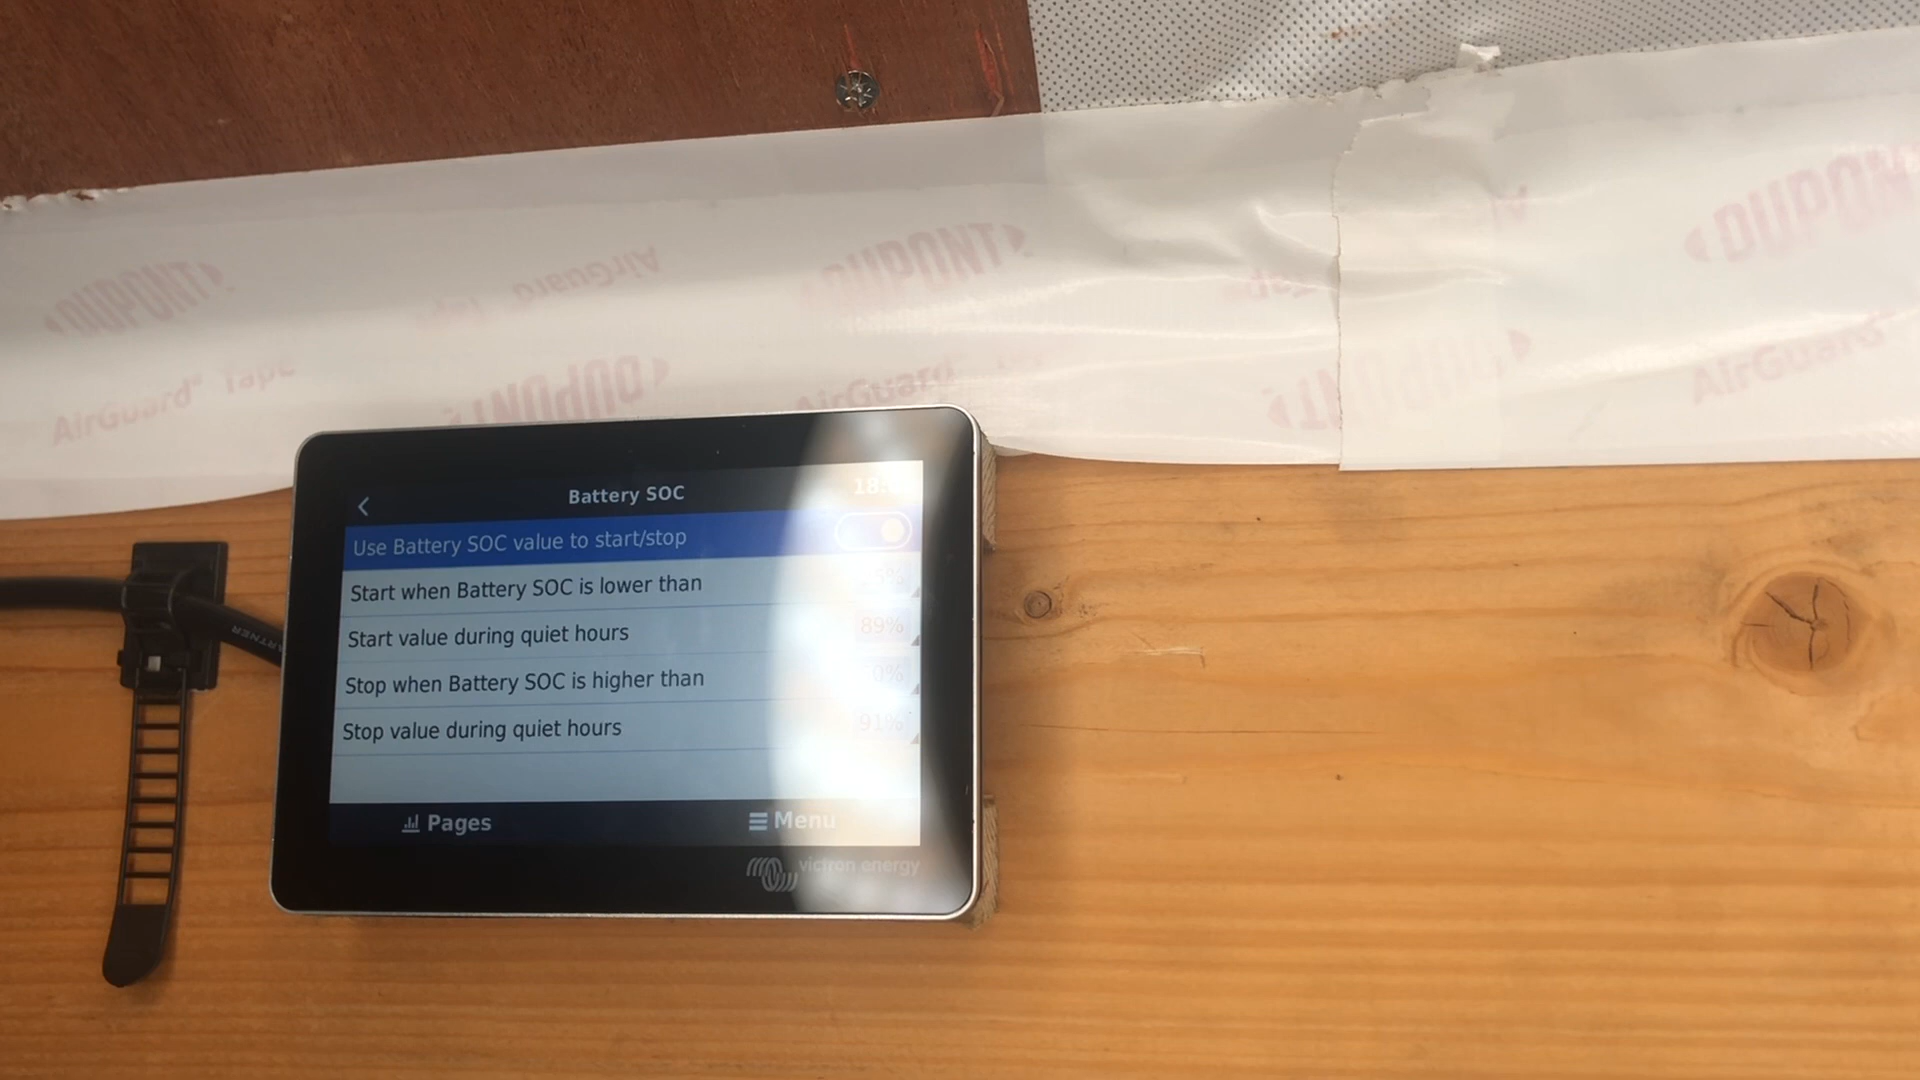 DUPONT
AirGuard Tape
DUPONT
DUPONT
AirGuard® Tape
DUPONT
AirGuard
DUPONT
AirGuard
Battery SOC
Use Battery SOC value to start/stop
Start when Battery SOC is lower than
Start value during quiet hours 89%
Stop when Battery SOC is higher than
Stop value during quiet hours 91%
Pages Menu
victron energy